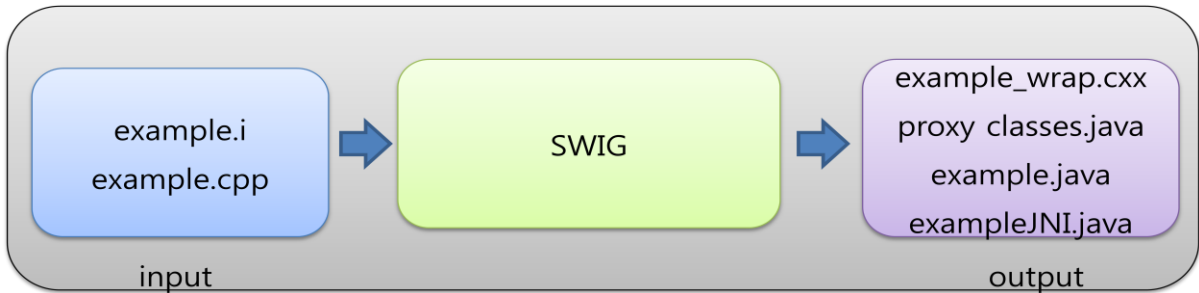 example.i
example.cpp
input
SWIG
example_wrap.cxx
proxy classes.java
example.java
exampleJNI.java
output